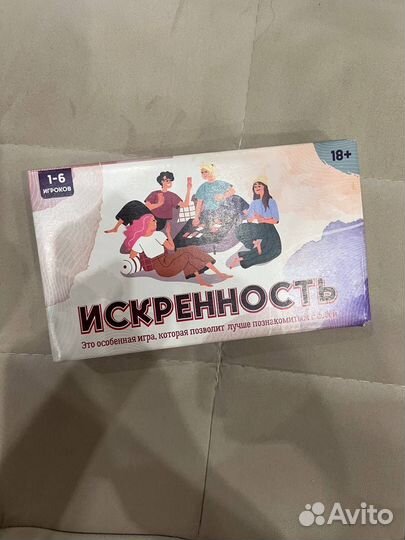 1-6
ИГРОКОВ
18+
ИСКРЕННОСТЬ
Это особенная игра, которая позволит лучше познакомиться
Avito